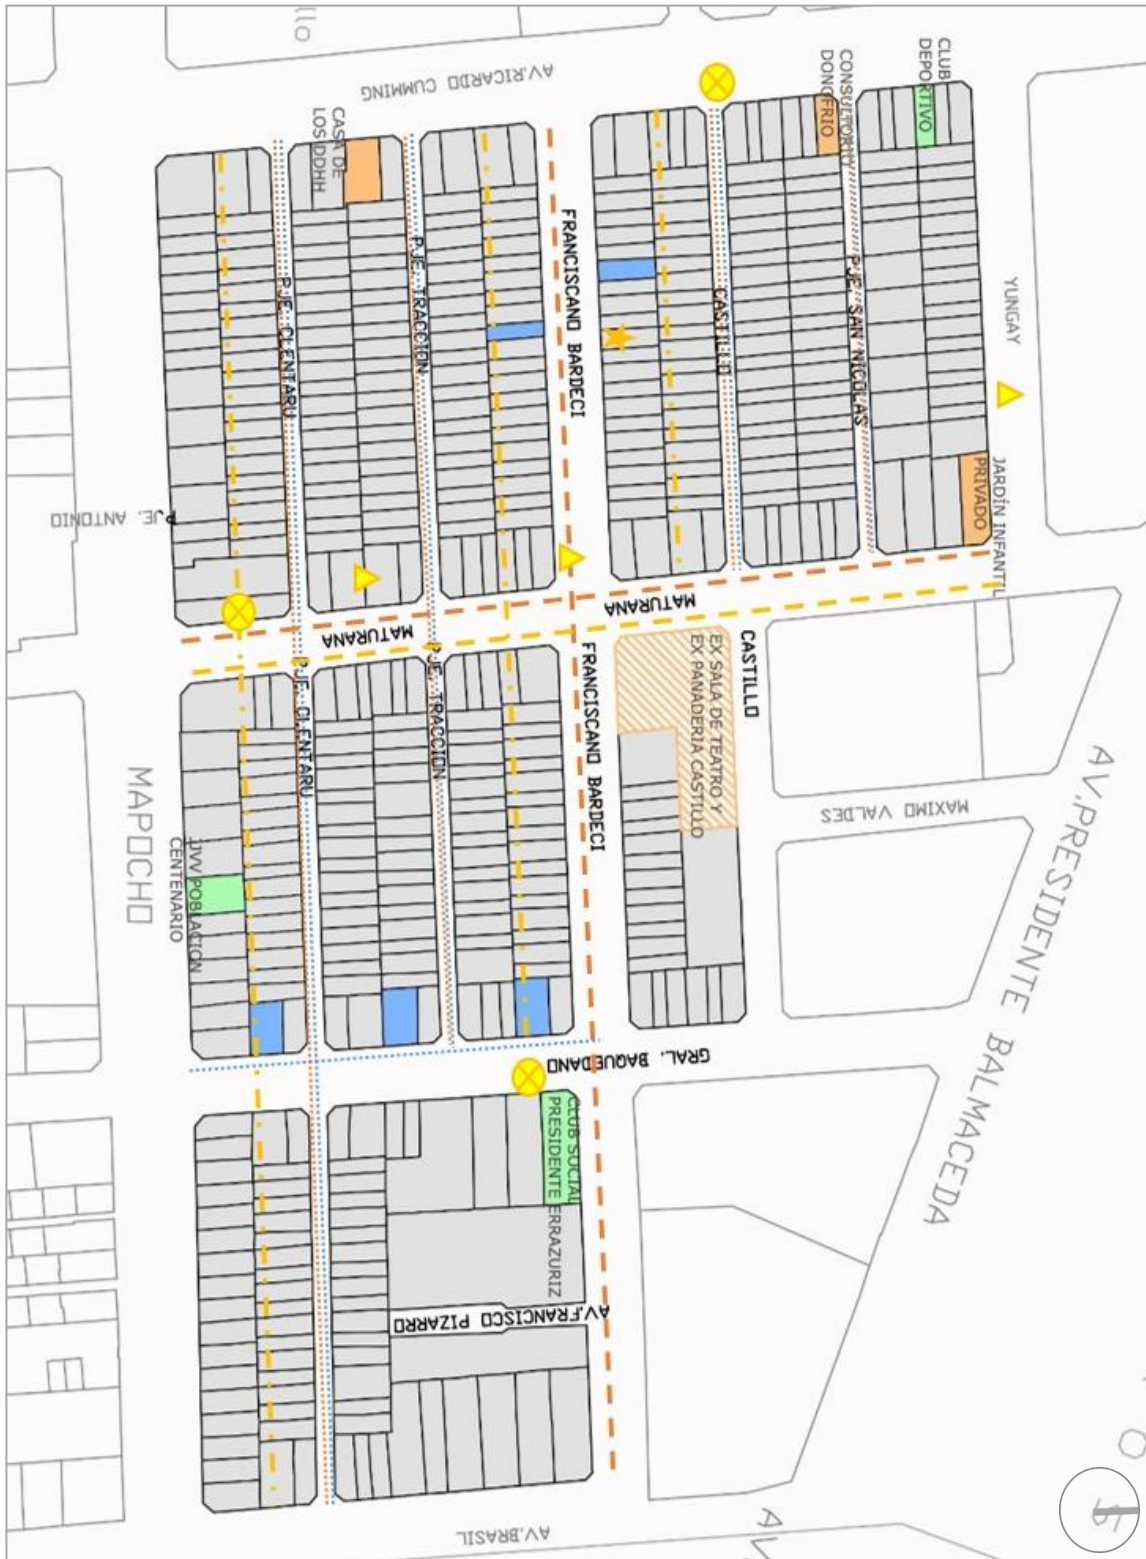 AV.RICARDO CUMMING
CLUB
DEPORTIVO
CONSULTORIO
DONOFRIO
CASA DE
LOS DDHH
FRANCISCANO BARDECI
PJE. TRACCION
PJE. CLENTARU
CASTILLO
PJE SAN NICOLAS
YUNGAY
JARDÍN INFANTIL
PRIVADO
PJE. ANTONIO
MATURANA
MATURANA
EX SALA DE TEATRO Y
EX PANADERIA CASTILLO
CASTILLO
PJE. CLENTARU
PJE. TRACCION
FRANCISCANO BARDECI
MAXIMO VALDES
AV.PRESIDENTE BALMACEDA
MAPOCHO
JJVV POBLACION
CENTENARIO
GRAL. BAQUEDANO
CLUB SOCIAL
PRESIDENTE ERRAZURIZ
AV.FRANCISCO PIZARRO
AV.BRASIL